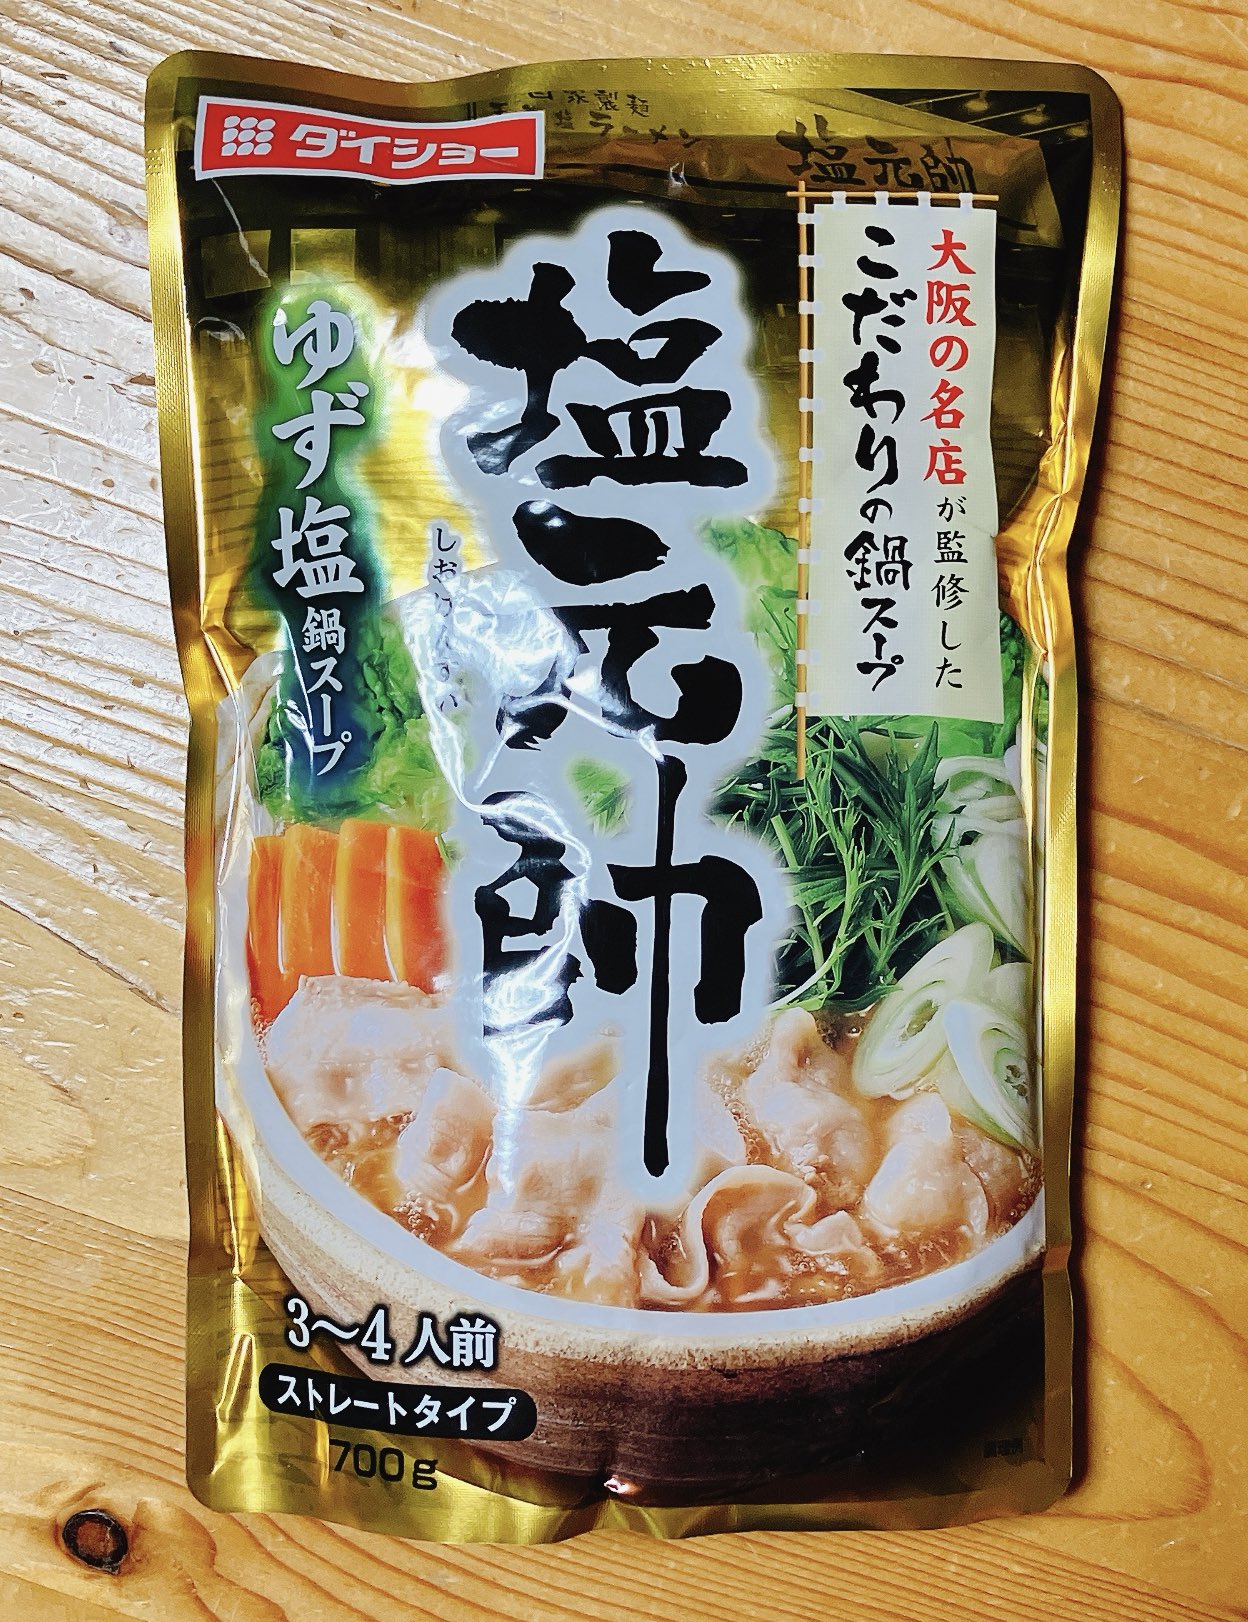 ダイショー
塩元帥
大阪の名店が監修した
こだわりの鍋スープ
塩元帥
しおげんすい
ゆず塩鍋スープ
3～4人前
ストレートタイプ
700g